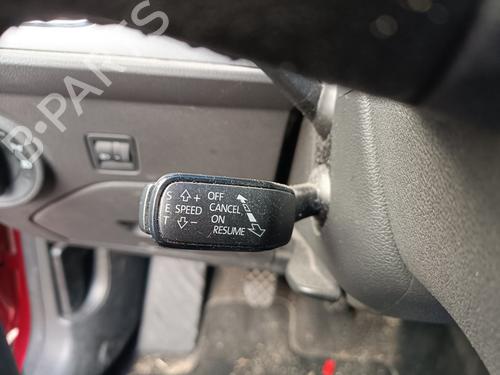 B-PARTS
S + OFF
E SPEED CANCEL
T - ON
RESUME